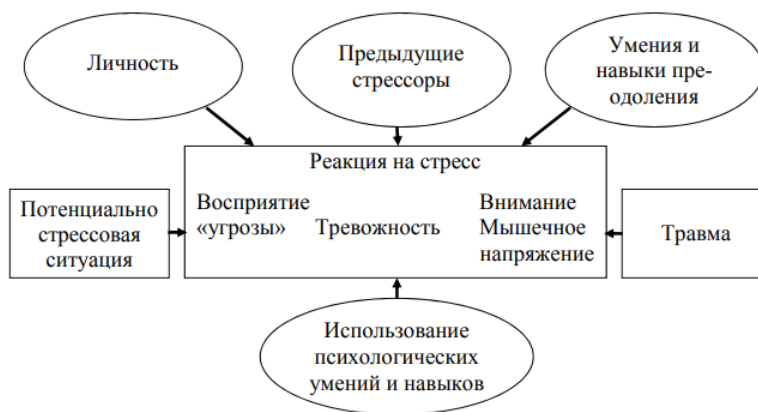 Личность
Предыдущие
стрессоры
Умения и
навыки пре-
одоления
Реакция на стресс
Потенциально
стрессовая
ситуация
Восприятие
«угрозы»
Тревожность
Внимание
Мышечное
напряжение
Травма
Использование
психологических
умений и навыков